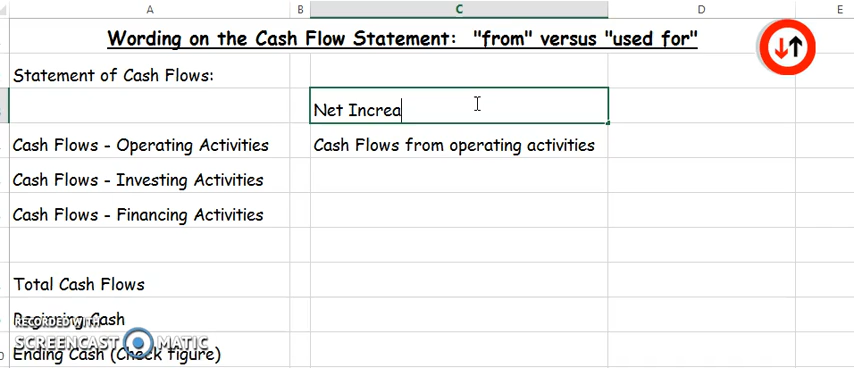 A B C D E
Wording on the Cash Flow Statement: "from" versus "used for"
Statement of Cash Flows:
Net Increa
Cash Flows - Operating Activities Cash Flows from operating activities
Cash Flows - Investing Activities
Cash Flows - Financing Activities
Total Cash Flows
Beginning Cash
RECORDED WITH
SCREENCAST MATIC
Ending Cash (Check figure)